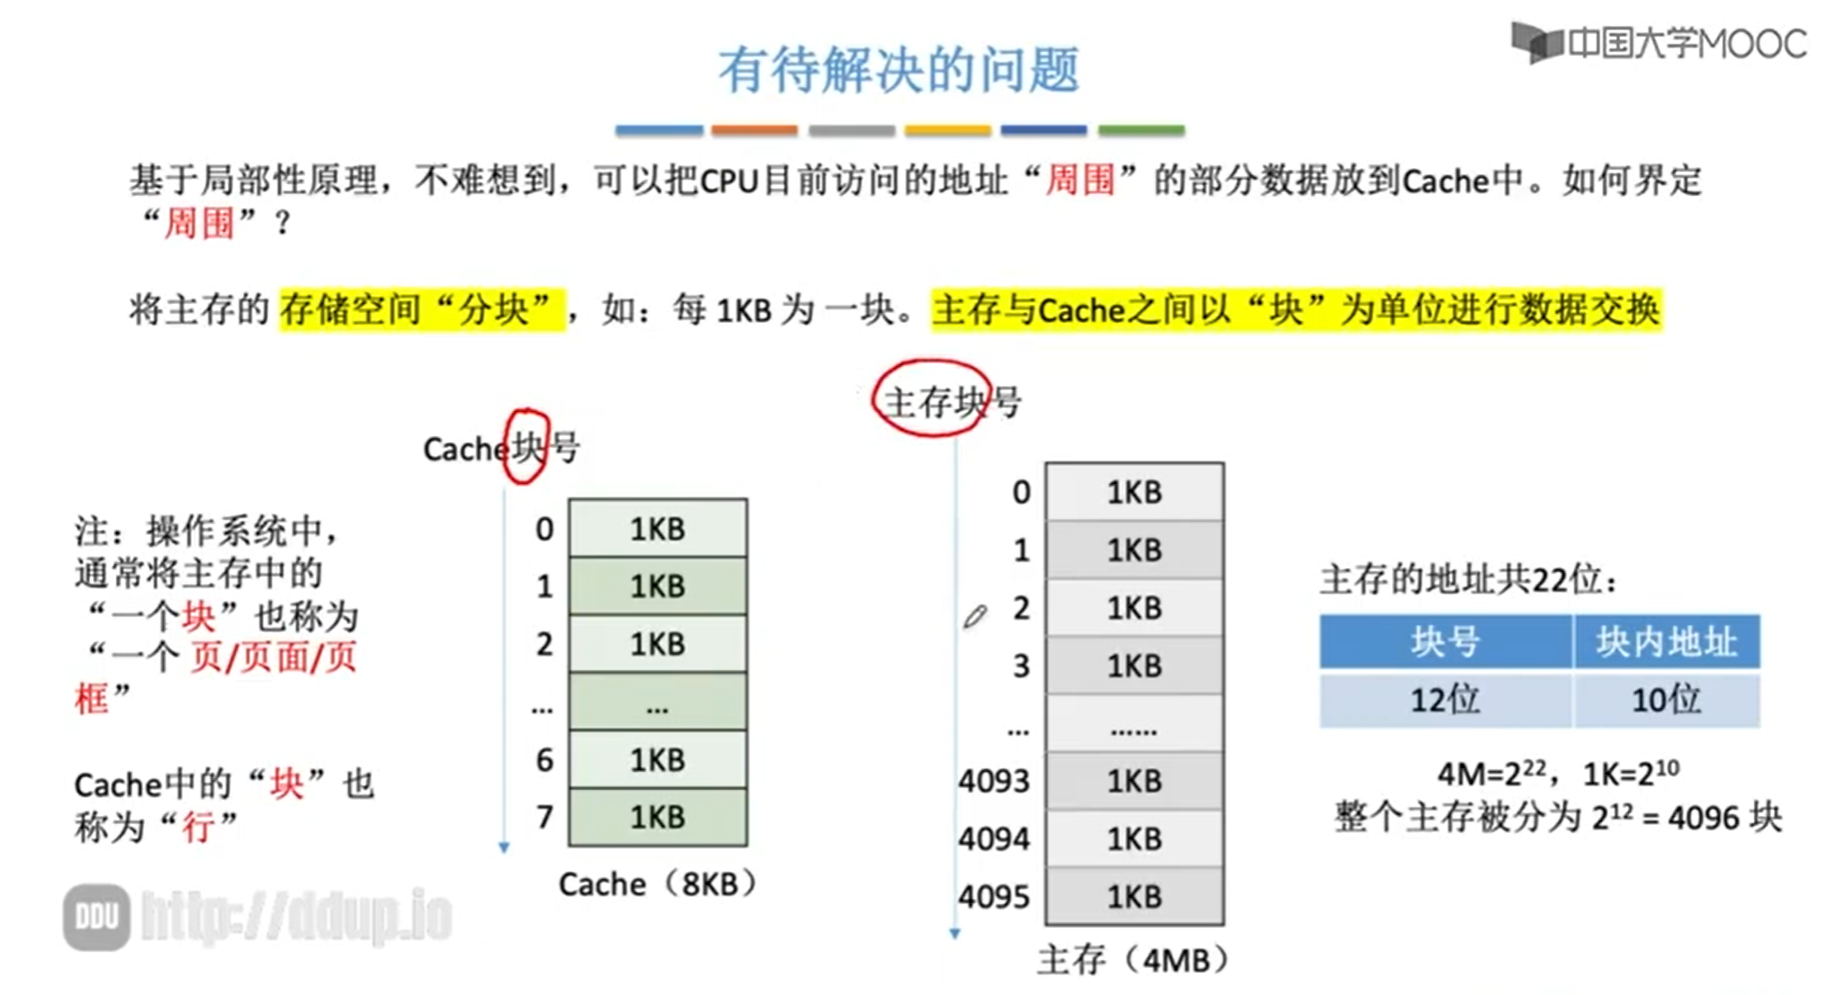 中国大学MOOC
有待解决的问题
基于局部性原理，不难想到，可以把CPU目前访问的地址“周围”的部分数据放到Cache中。如何界定
“周围”？
将主存的 存储空间“分块”，如：每 1KB 为 一块。主存与Cache之间以“块”为单位进行数据交换
注：操作系统中，
通常将主存中的
“一个块”也称为
“一个 页/页面/页
框”
Cache中的“块”也
称为“行”
Cache块号
0 1KB
1 1KB
2 1KB
... ...
6 1KB
7 1KB
Cache（8KB）
主存块号
0 1KB
1 1KB
2 1KB
3 1KB
... ......
4093 1KB
4094 1KB
4095 1KB
主存（4MB）
主存的地址共22位：
块号 块内地址
12位 10位
4M=2²²，1K=2¹⁰
整个主存被分为 2¹² = 4096 块
DDU http://ddup.io